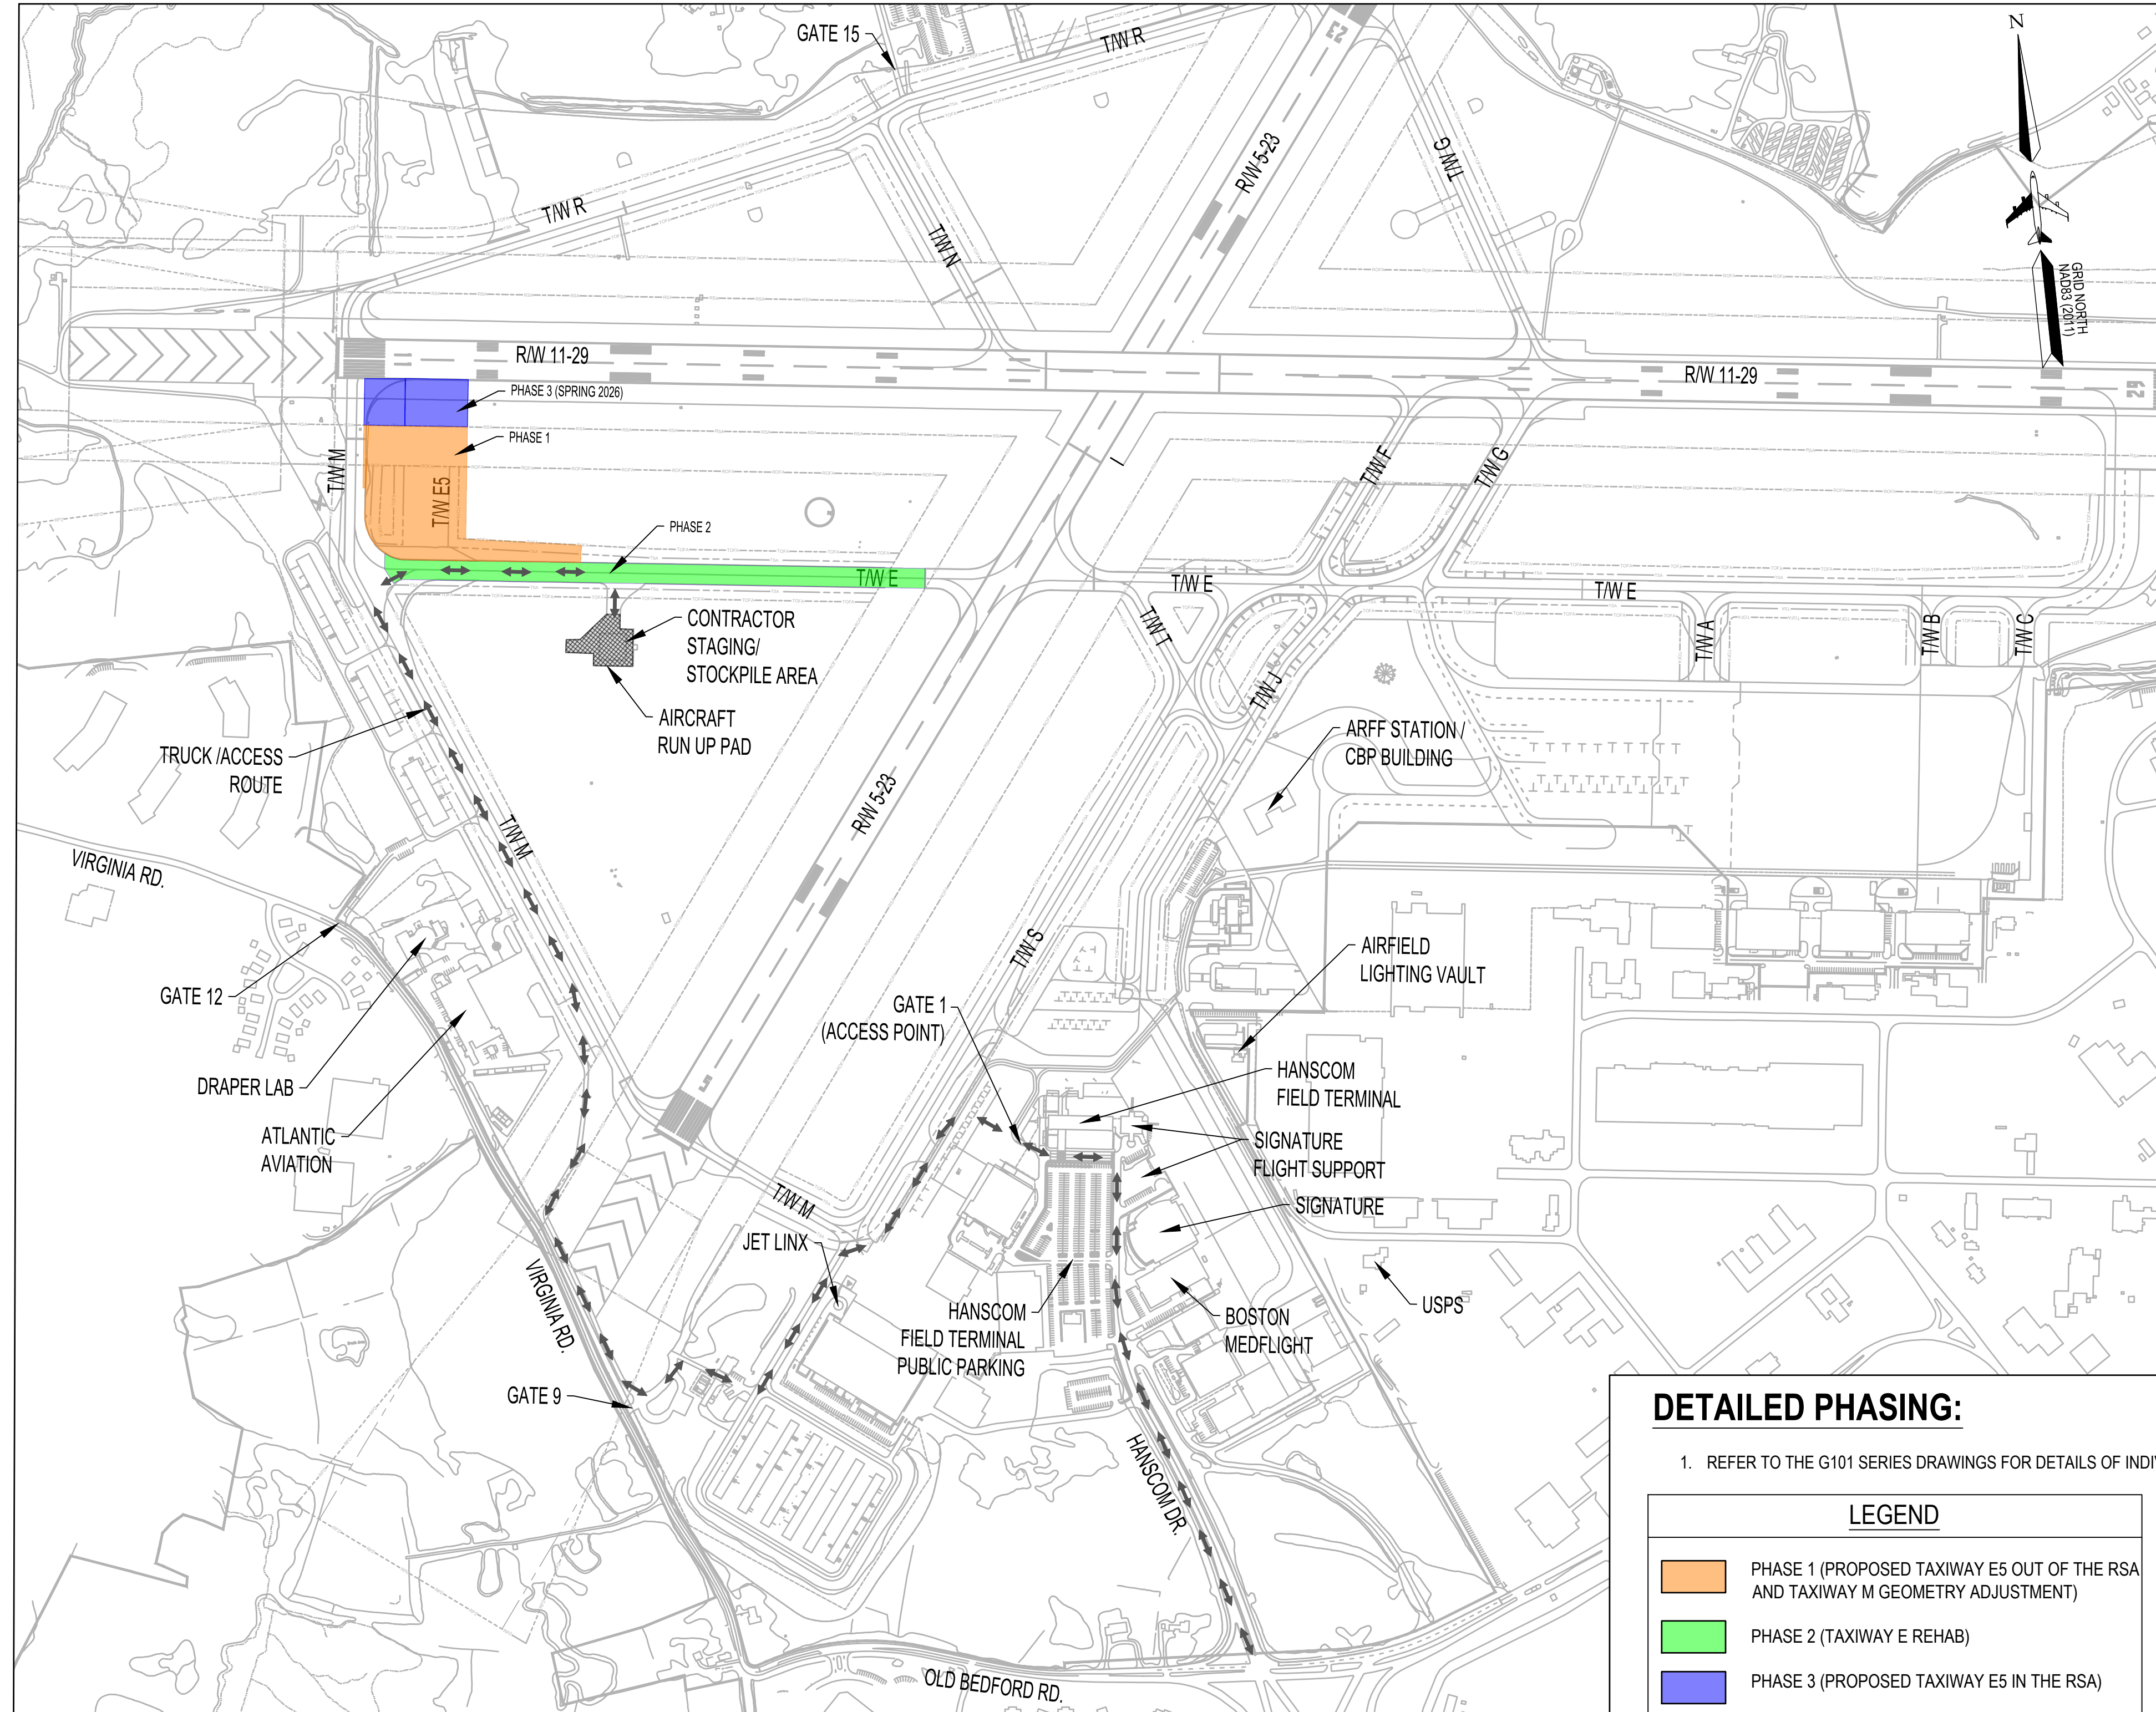 GATE 15
T/W R
23
N
R/W 5-23
T/W G
T/W R
T/W N
GRID NORTH
NAD83 (2011)
R/W 11-29
R/W 11-29
29
PHASE 3 (SPRING 2026)
PHASE 1
T/W M
T/W E5
T/W F
T/W G
PHASE 2
T/W E
T/W E
T/W E
CONTRACTOR
STAGING/
STOCKPILE AREA
T/W T
T/W A
T/W B
T/W C
T/W J
AIRCRAFT
RUN UP PAD
ARFF STATION /
CBP BUILDING
TRUCK /ACCESS
ROUTE
R/W 5-23
T/W M
VIRGINIA RD.
T/W S
AIRFIELD
LIGHTING VAULT
GATE 12
GATE 1
(ACCESS POINT)
DRAPER LAB
HANSCOM
FIELD TERMINAL
5
ATLANTIC
AVIATION
SIGNATURE
FLIGHT SUPPORT
T/W M
SIGNATURE
JET LINX
VIRGINIA RD.
HANSCOM
FIELD TERMINAL
PUBLIC PARKING
BOSTON
MEDFLIGHT
USPS
GATE 9
HANSCOM DR.
OLD BEDFORD RD.
DETAILED PHASING:
1. REFER TO THE G101 SERIES DRAWINGS FOR DETAILS OF INDI
LEGEND
PHASE 1 (PROPOSED TAXIWAY E5 OUT OF THE RSA
AND TAXIWAY M GEOMETRY ADJUSTMENT)
PHASE 2 (TAXIWAY E REHAB)
PHASE 3 (PROPOSED TAXIWAY E5 IN THE RSA)